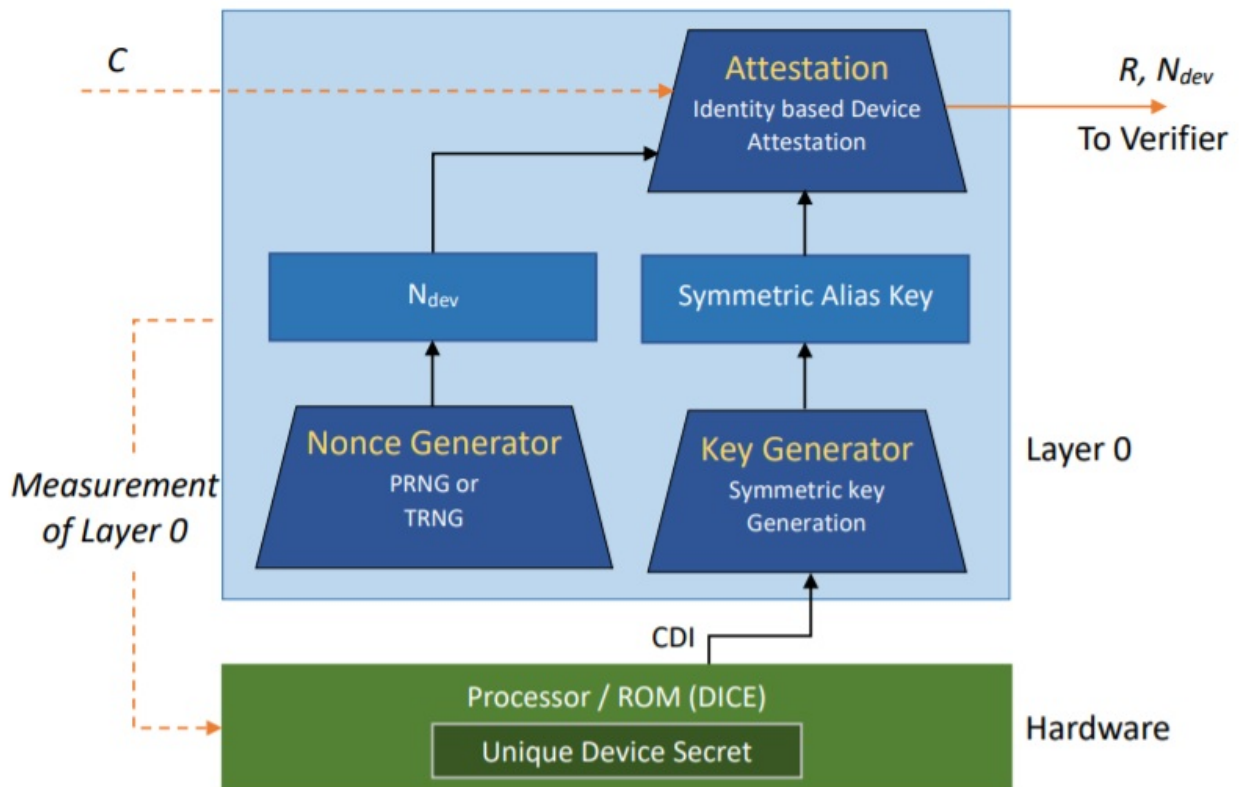 C
Attestation
Identity based Device
Attestation
R, Ndev
To Verifier
Ndev
Symmetric Alias Key
Nonce Generator
PRNG or
TRNG
Key Generator
Symmetric key
Generation
Layer 0
Measurement
of Layer 0
CDI
Processor / ROM (DICE)
Unique Device Secret
Hardware